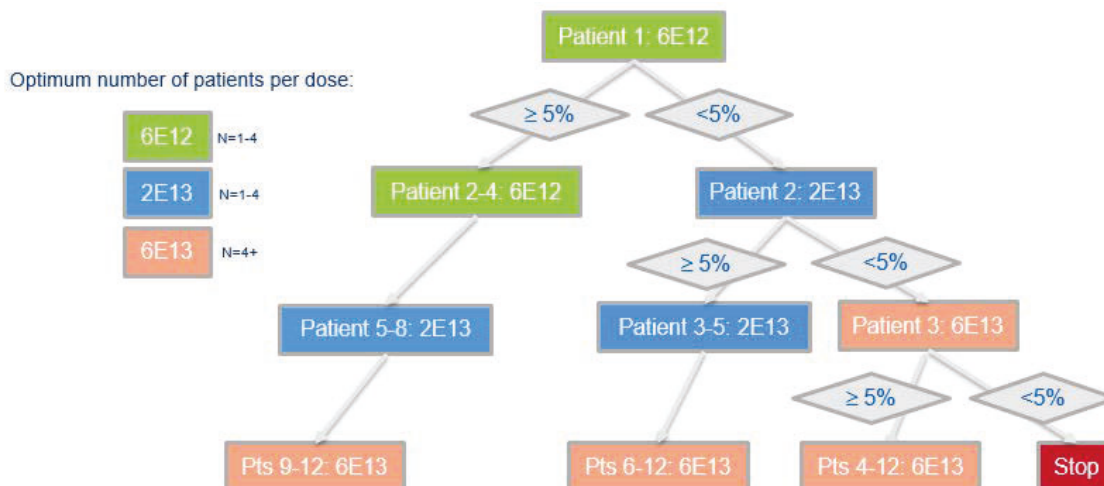 Patient 1: 6E12
Optimum number of patients per dose:
≥ 5%
<5%
6E12 N=1-4
2E13 N=1-4
6E13 N=4+
Patient 2-4: 6E12
Patient 2: 2E13
≥ 5%
<5%
Patient 5-8: 2E13
Patient 3-5: 2E13
Patient 3: 6E13
≥ 5%
<5%
Pts 9-12: 6E13
Pts 6-12: 6E13
Pts 4-12: 6E13
Stop